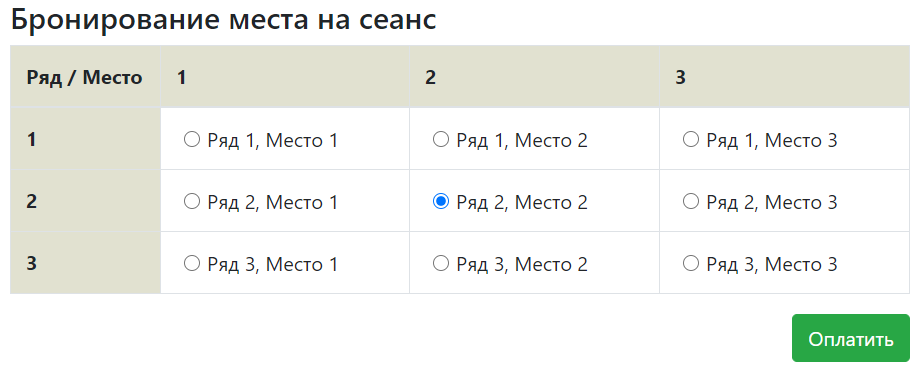 Бронирование места на сеанс
Ряд / Место 1 2 3
1 Ряд 1, Место 1 Ряд 1, Место 2 Ряд 1, Место 3
2 Ряд 2, Место 1 Ряд 2, Место 2 Ряд 2, Место 3
3 Ряд 3, Место 1 Ряд 3, Место 2 Ряд 3, Место 3
Оплатить